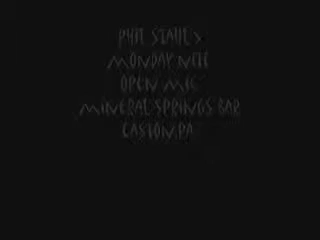 PHIL STAHL'S
MONDAY NITE
OPEN MIC
MINERAL SPRINGS BAR
EASTON, PA